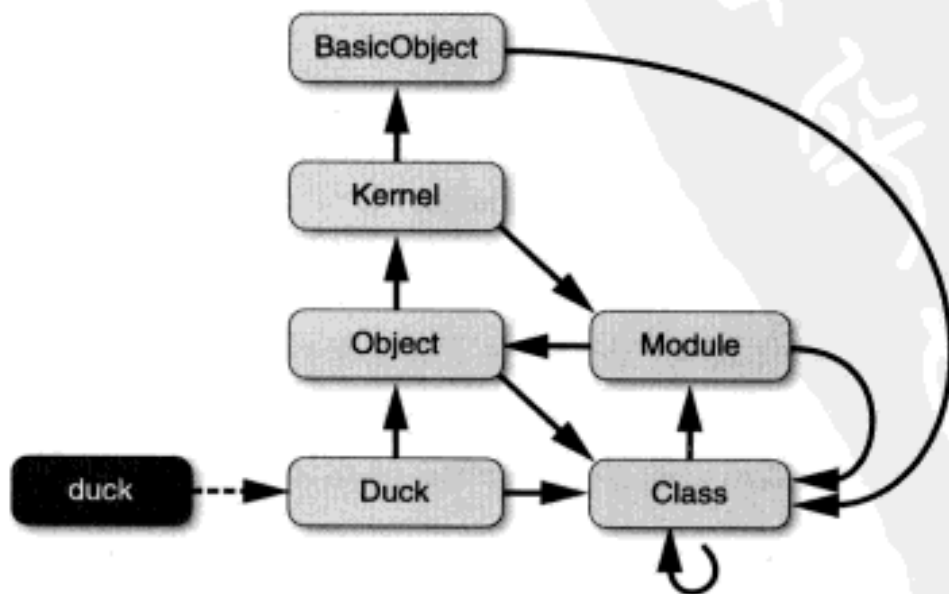 BasicObject
Kernel
Object
Module
duck
Duck
Class